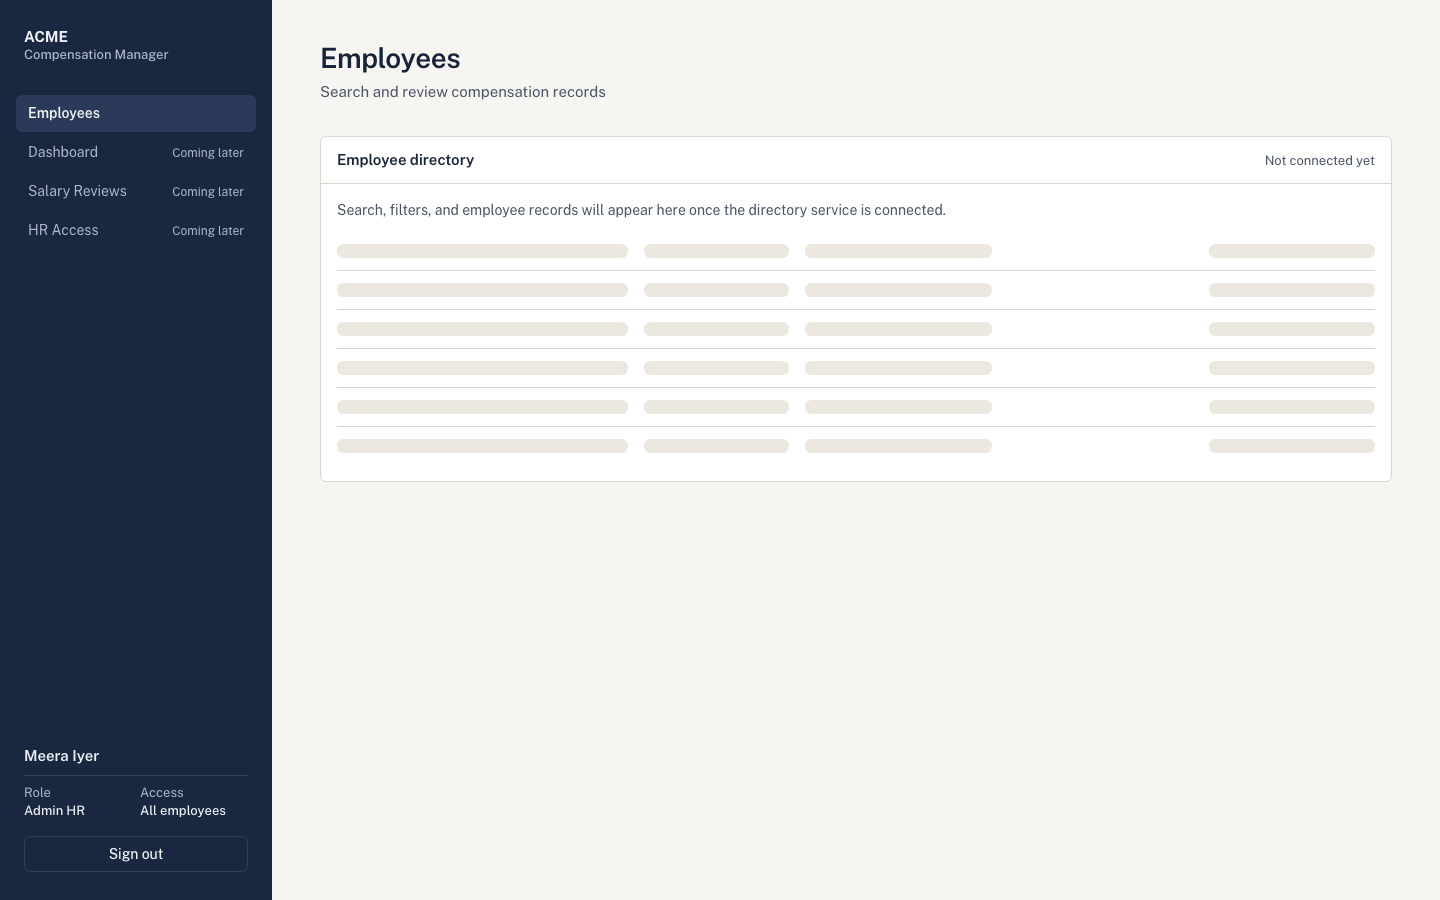 ACME
Compensation Manager
Employees
Dashboard Coming later
Salary Reviews Coming later
HR Access Coming later
Meera Iyer
Role Access
Admin HR All employees
Sign out
Employees
Search and review compensation records
Employee directory Not connected yet
Search, filters, and employee records will appear here once the directory service is connected.